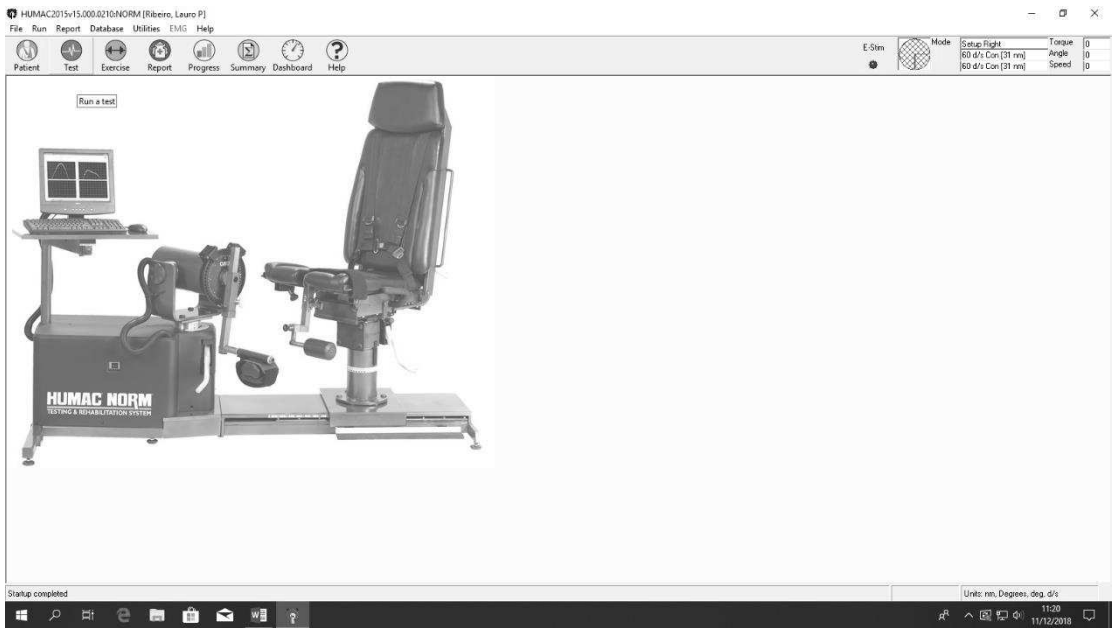 HUMAC2015v15.000.0210:NORM [Ribeiro, Lauro P]
File Run Report Database Utilities EMG Help
Patient Test Exercise Report Progress Summary Dashboard Help
E-Stim
Mode
Setup Right
60 d/s Con [31 nm]
60 d/s Con [31 nm]
Torque 0
Angle 0
Speed 0
Run a test
HUMAC NORM
TESTING & REHABILITATION SYSTEM
Startup completed
Units: nm, Degrees, deg, d/s
11:20
11/12/2018